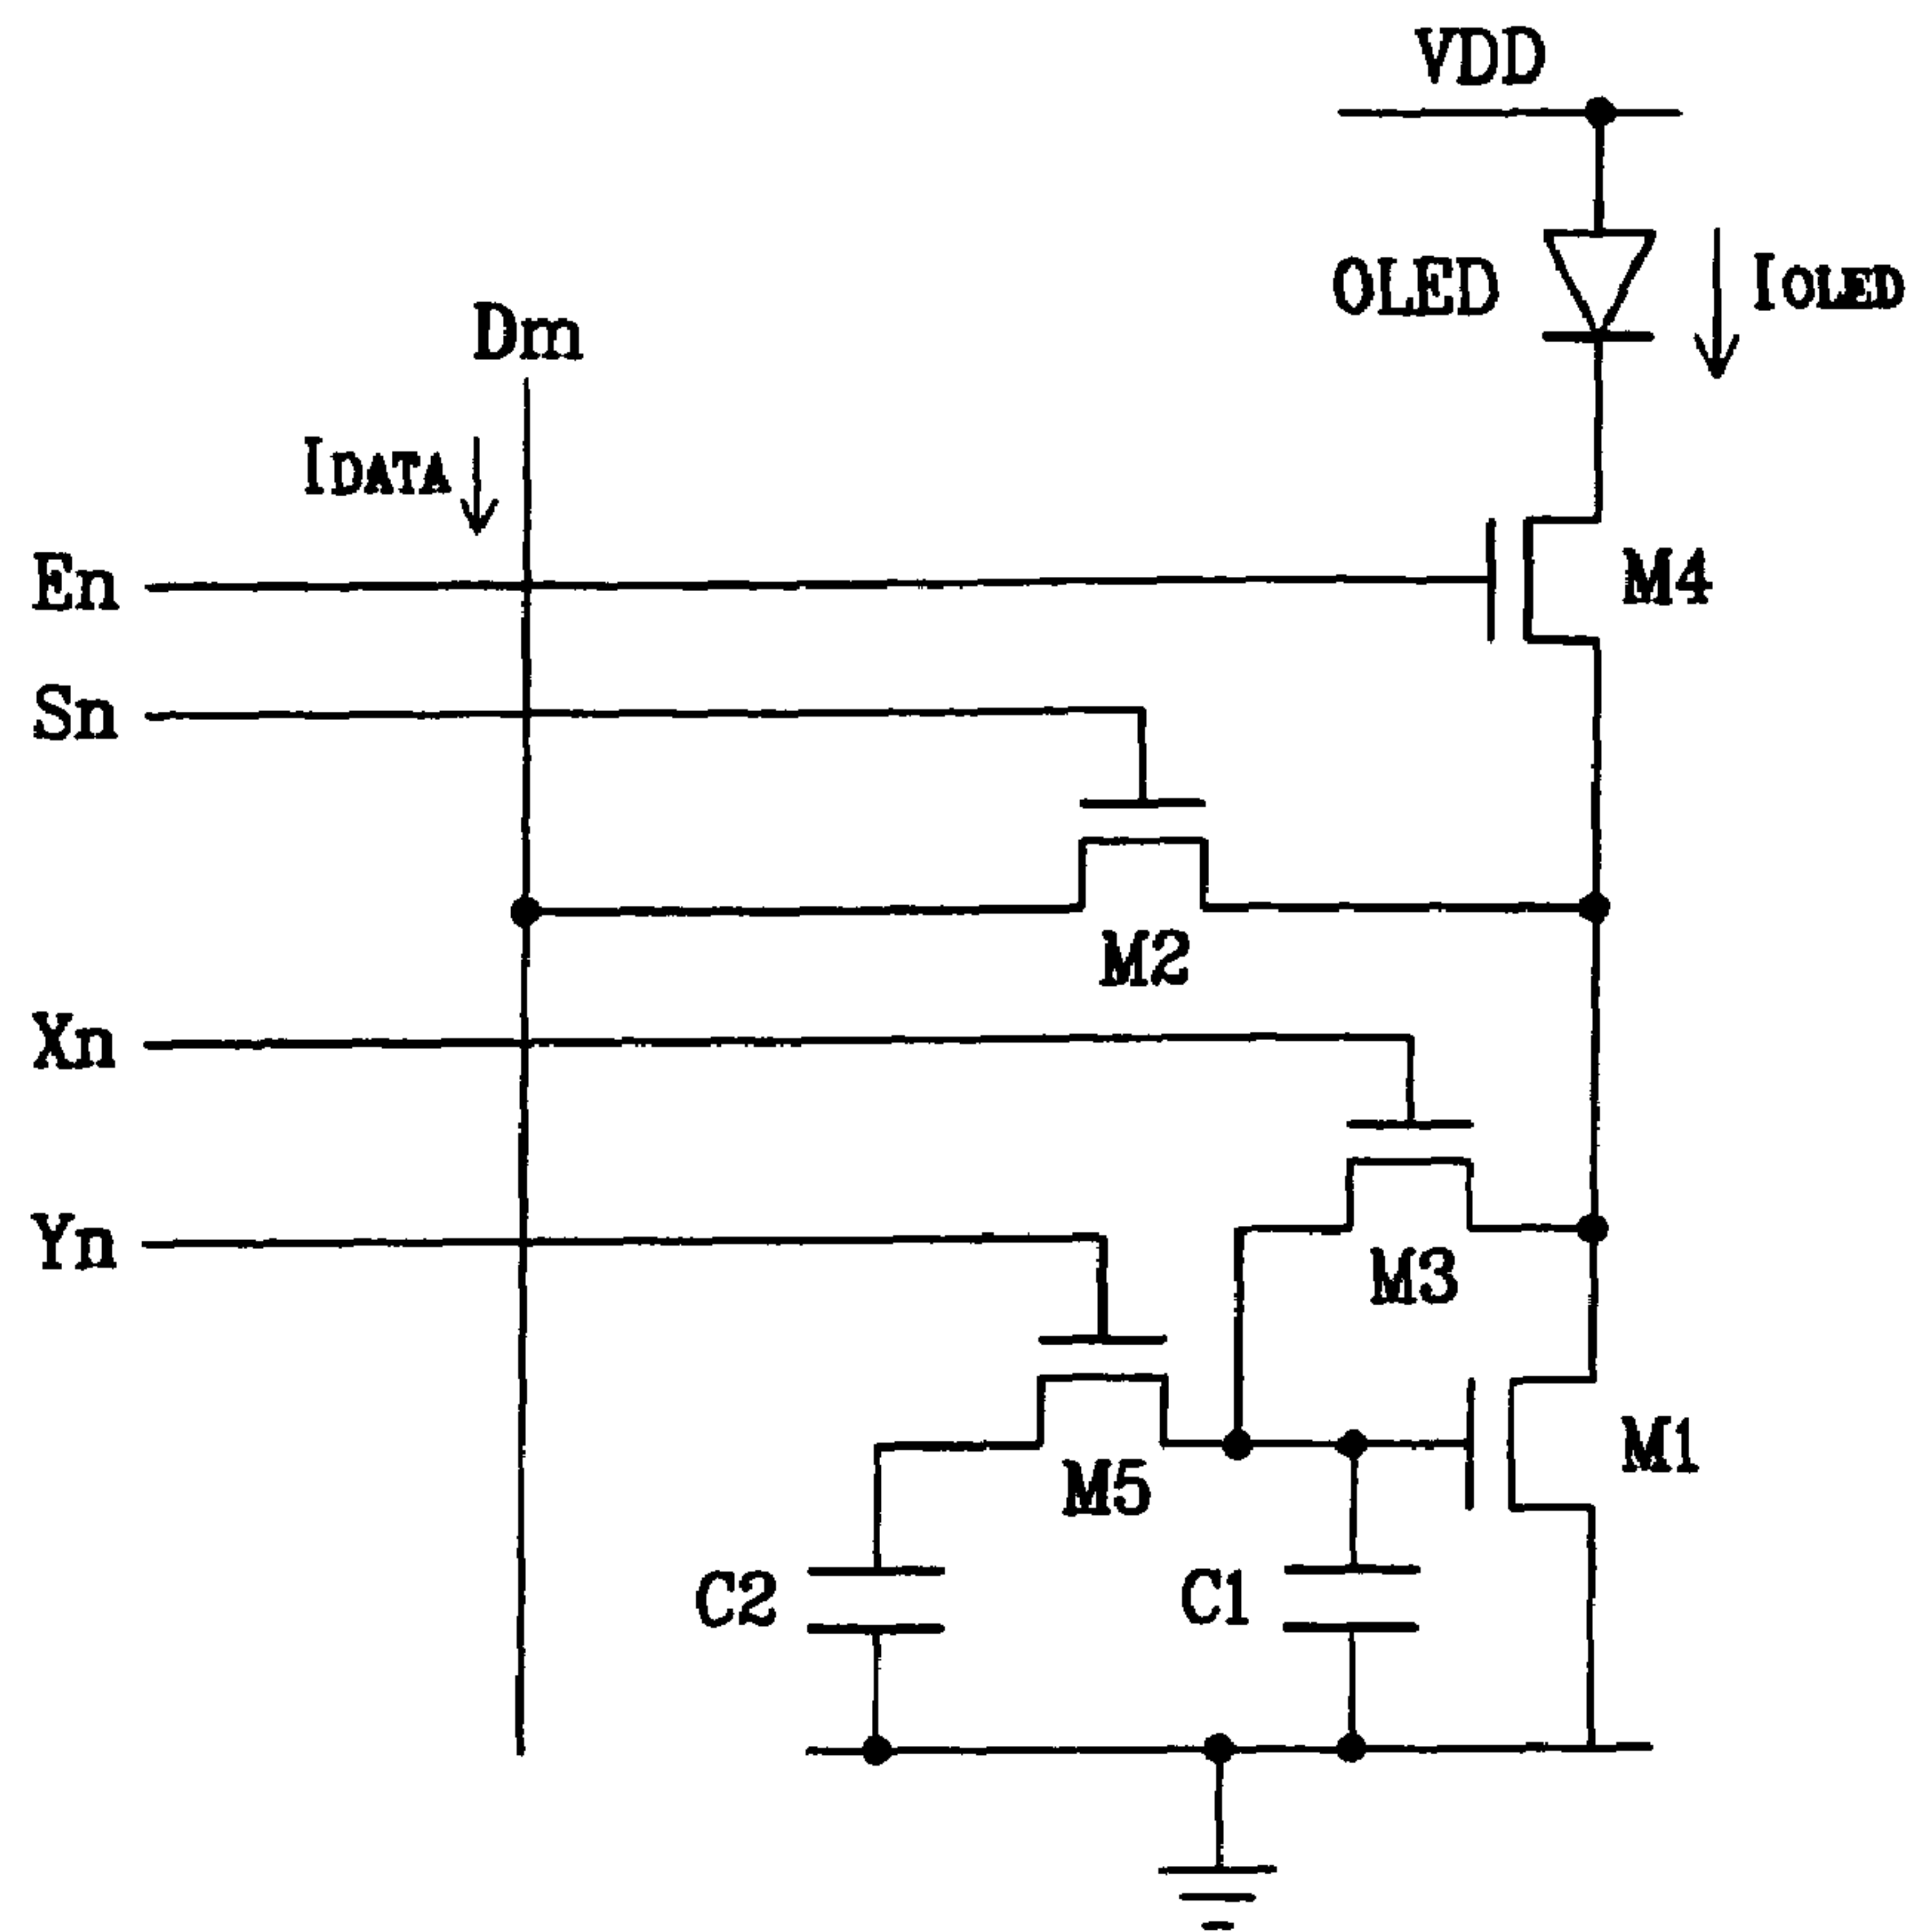 VDD
OLED
IOLED
Dm
IDATA
En
M4
Sn
M2
Xn
Yn
M3
M1
M5
C2
C1